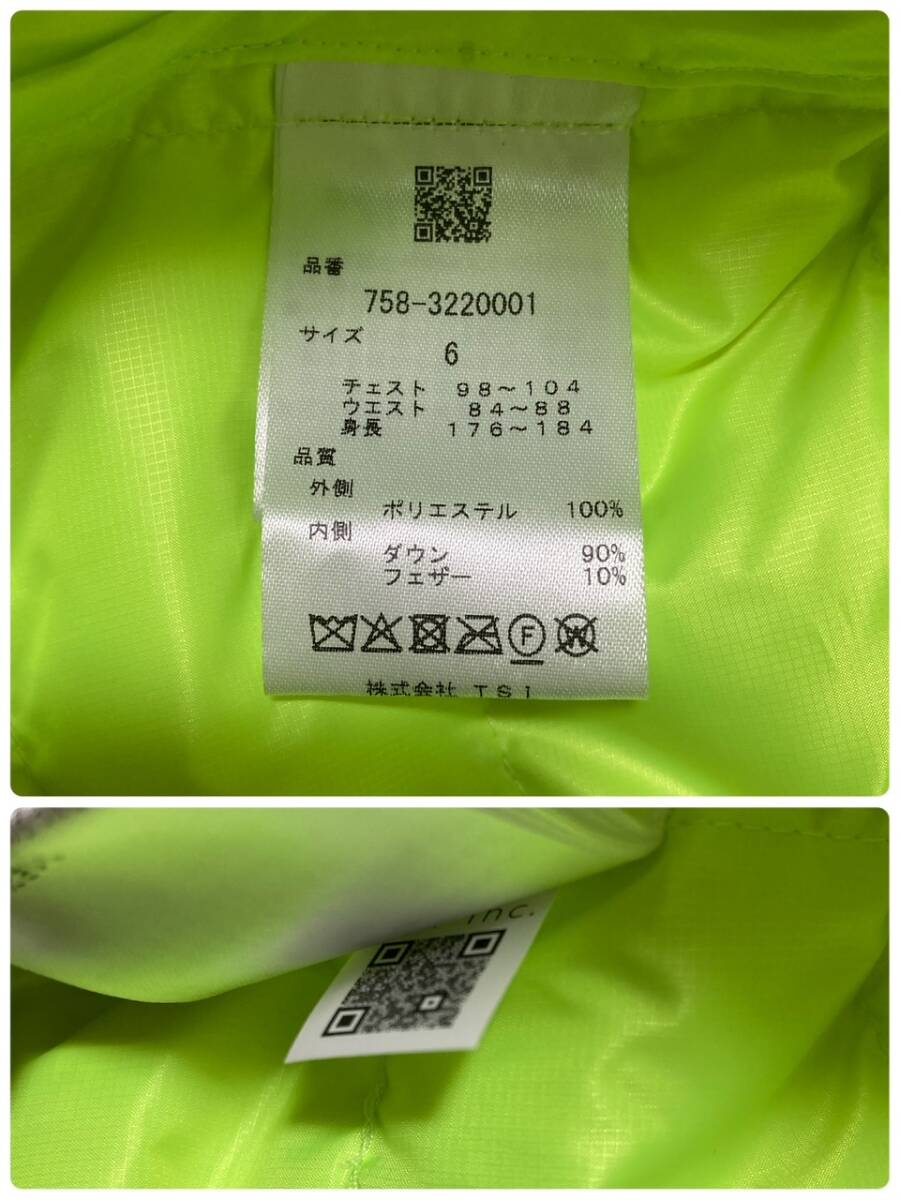 品番
758-3220001
サイズ
6
チェスト 98～104
ウエスト 84～88
身長 176～184
品質
外側
ポリエステル 100%
内側
ダウン 90%
フェザー 10%
F
W
株式会社 TSI
inc.